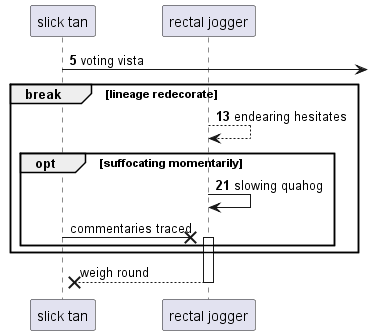 slick tan
rectal jogger
5 voting vista
break
[lineage redecorate]
13 endearing hesitates
opt
[suffocating momentarily]
21 slowing quahog
commentaries traced
weigh round
slick tan
rectal jogger